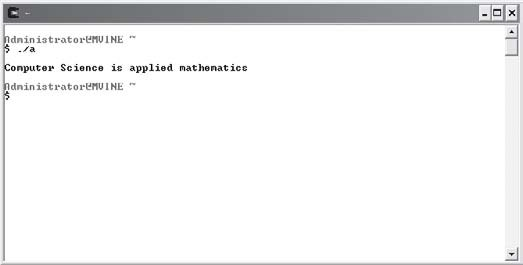 ~
Administrator@MVINE ~
$ ./a
Computer Science is applied mathematics
Administrator@MVINE ~
$